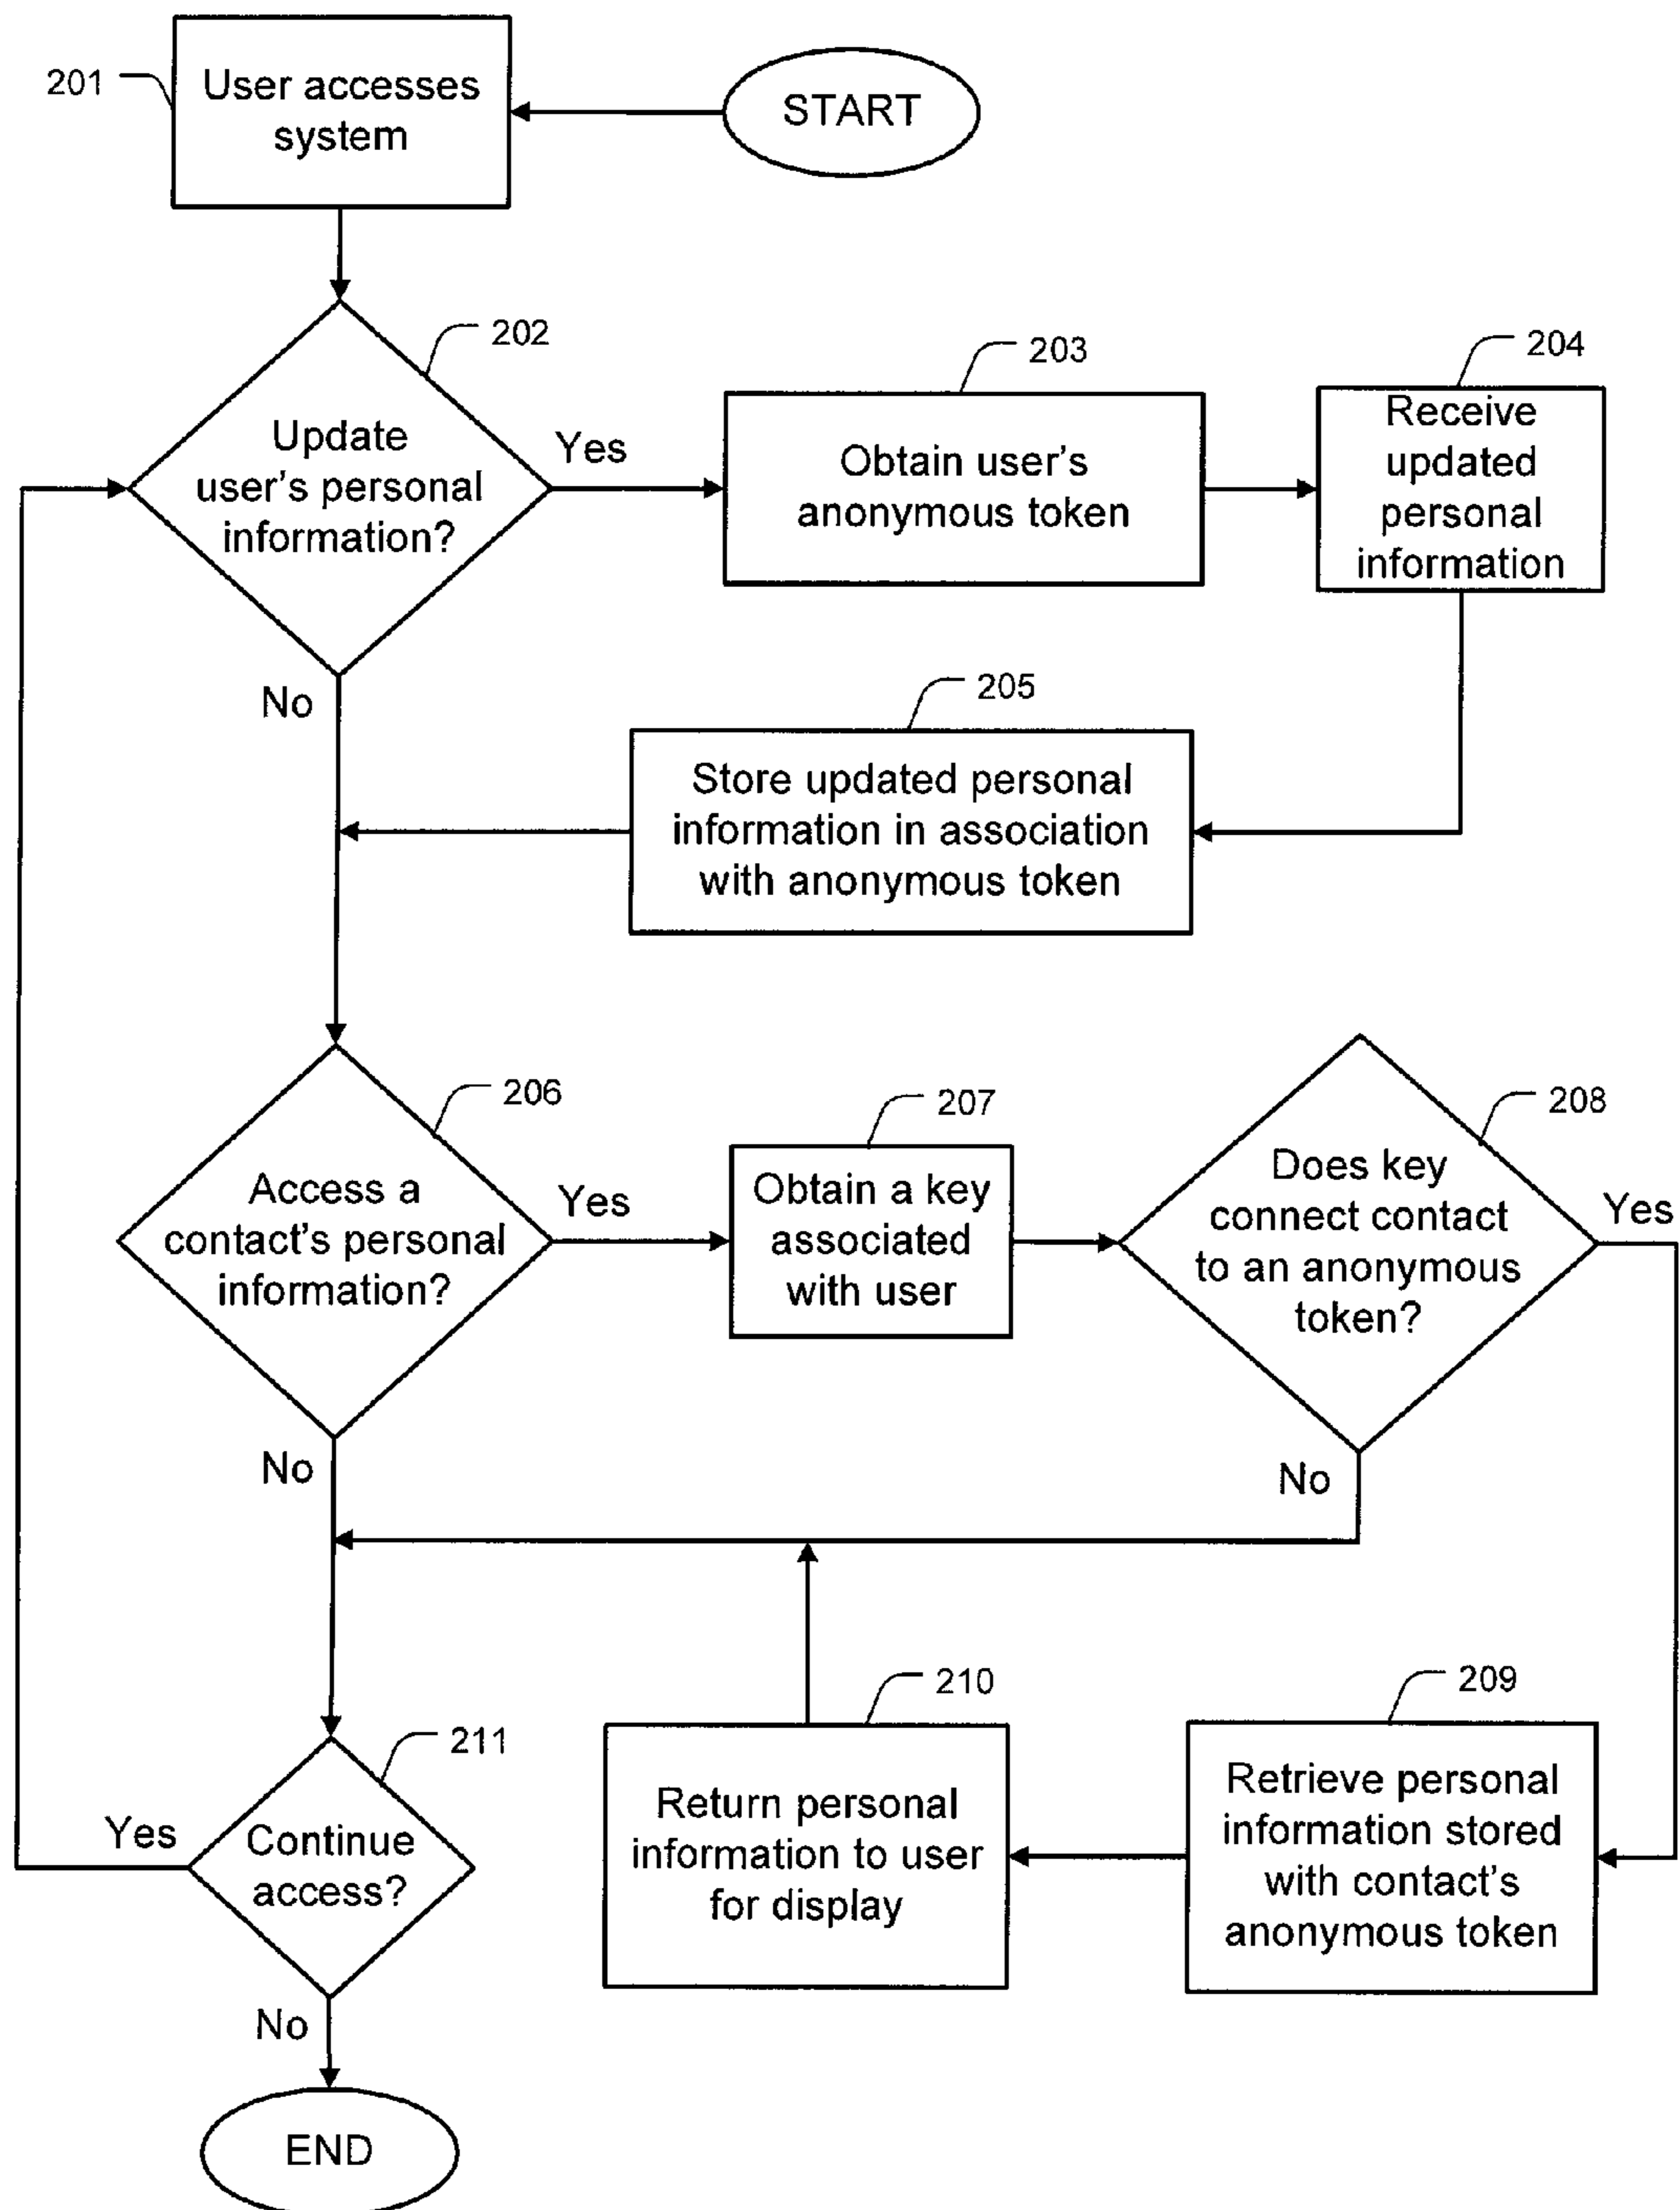 201
User accesses
system
START
202
Update
user's personal
information?
Yes
No
203
Obtain user's
anonymous token
204
Receive
updated
personal
information
205
Store updated personal
information in association
with anonymous token
206
Access a
contact's personal
information?
Yes
No
207
Obtain a key
associated
with user
208
Does key
connect contact
to an anonymous
token?
Yes
No
209
Retrieve personal
information stored
with contact's
anonymous token
210
Return personal
information to user
for display
211
Continue
access?
Yes
No
END